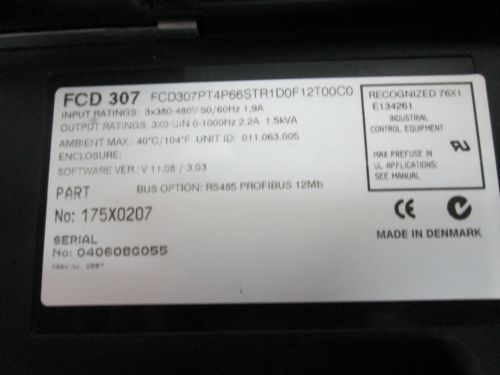 FCD 307 FCD307PT4P66STR1D0F12T00C0
INPUT RATINGS: 3x380-480V 50/60Hz 1,9A
OUTPUT RATINGS: 3X0-UIN 0-1000Hz 2.2A 1.5kVA
AMBIENT MAX.: 40°C/104°F UNIT ID: 011.063.005
ENCLOSURE:
SOFTWARE VER.: V 11.08 / 3.03
BUS OPTION: RS485 PROFIBUS 12Mb
PART
No: 175X0207
SERIAL
No: 040608G055
RECOGNIZED 76X1
E134261
INDUSTRIAL
CONTROL EQUIPMENT
MAX PREFUSE IN
UL APPLICATIONS:
SEE MANUAL
CE
MADE IN DENMARK